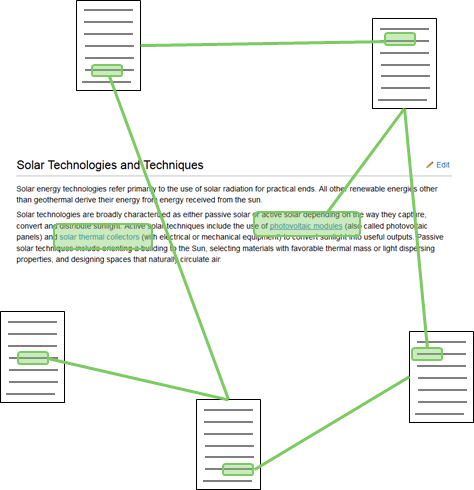 Solar Technologies and Techniques
Edit
Solar energy technologies refer primarily to the use of solar radiation for practical ends. All other renewable energies other
than geothermal derive their energy from energy received from the sun.
Solar technologies are broadly characterized as either passive solar or active solar depending on the way they capture,
convert and distribute sunlight. Active solar techniques include the use of photovoltaic modules (also called photovoltaic
panels) and solar thermal collectors (with electrical or mechanical equipment) to convert sunlight into useful outputs. Passive
solar techniques include orienting a building to the Sun, selecting materials with favorable thermal mass or light dispersing
properties, and designing spaces that naturally circulate air.